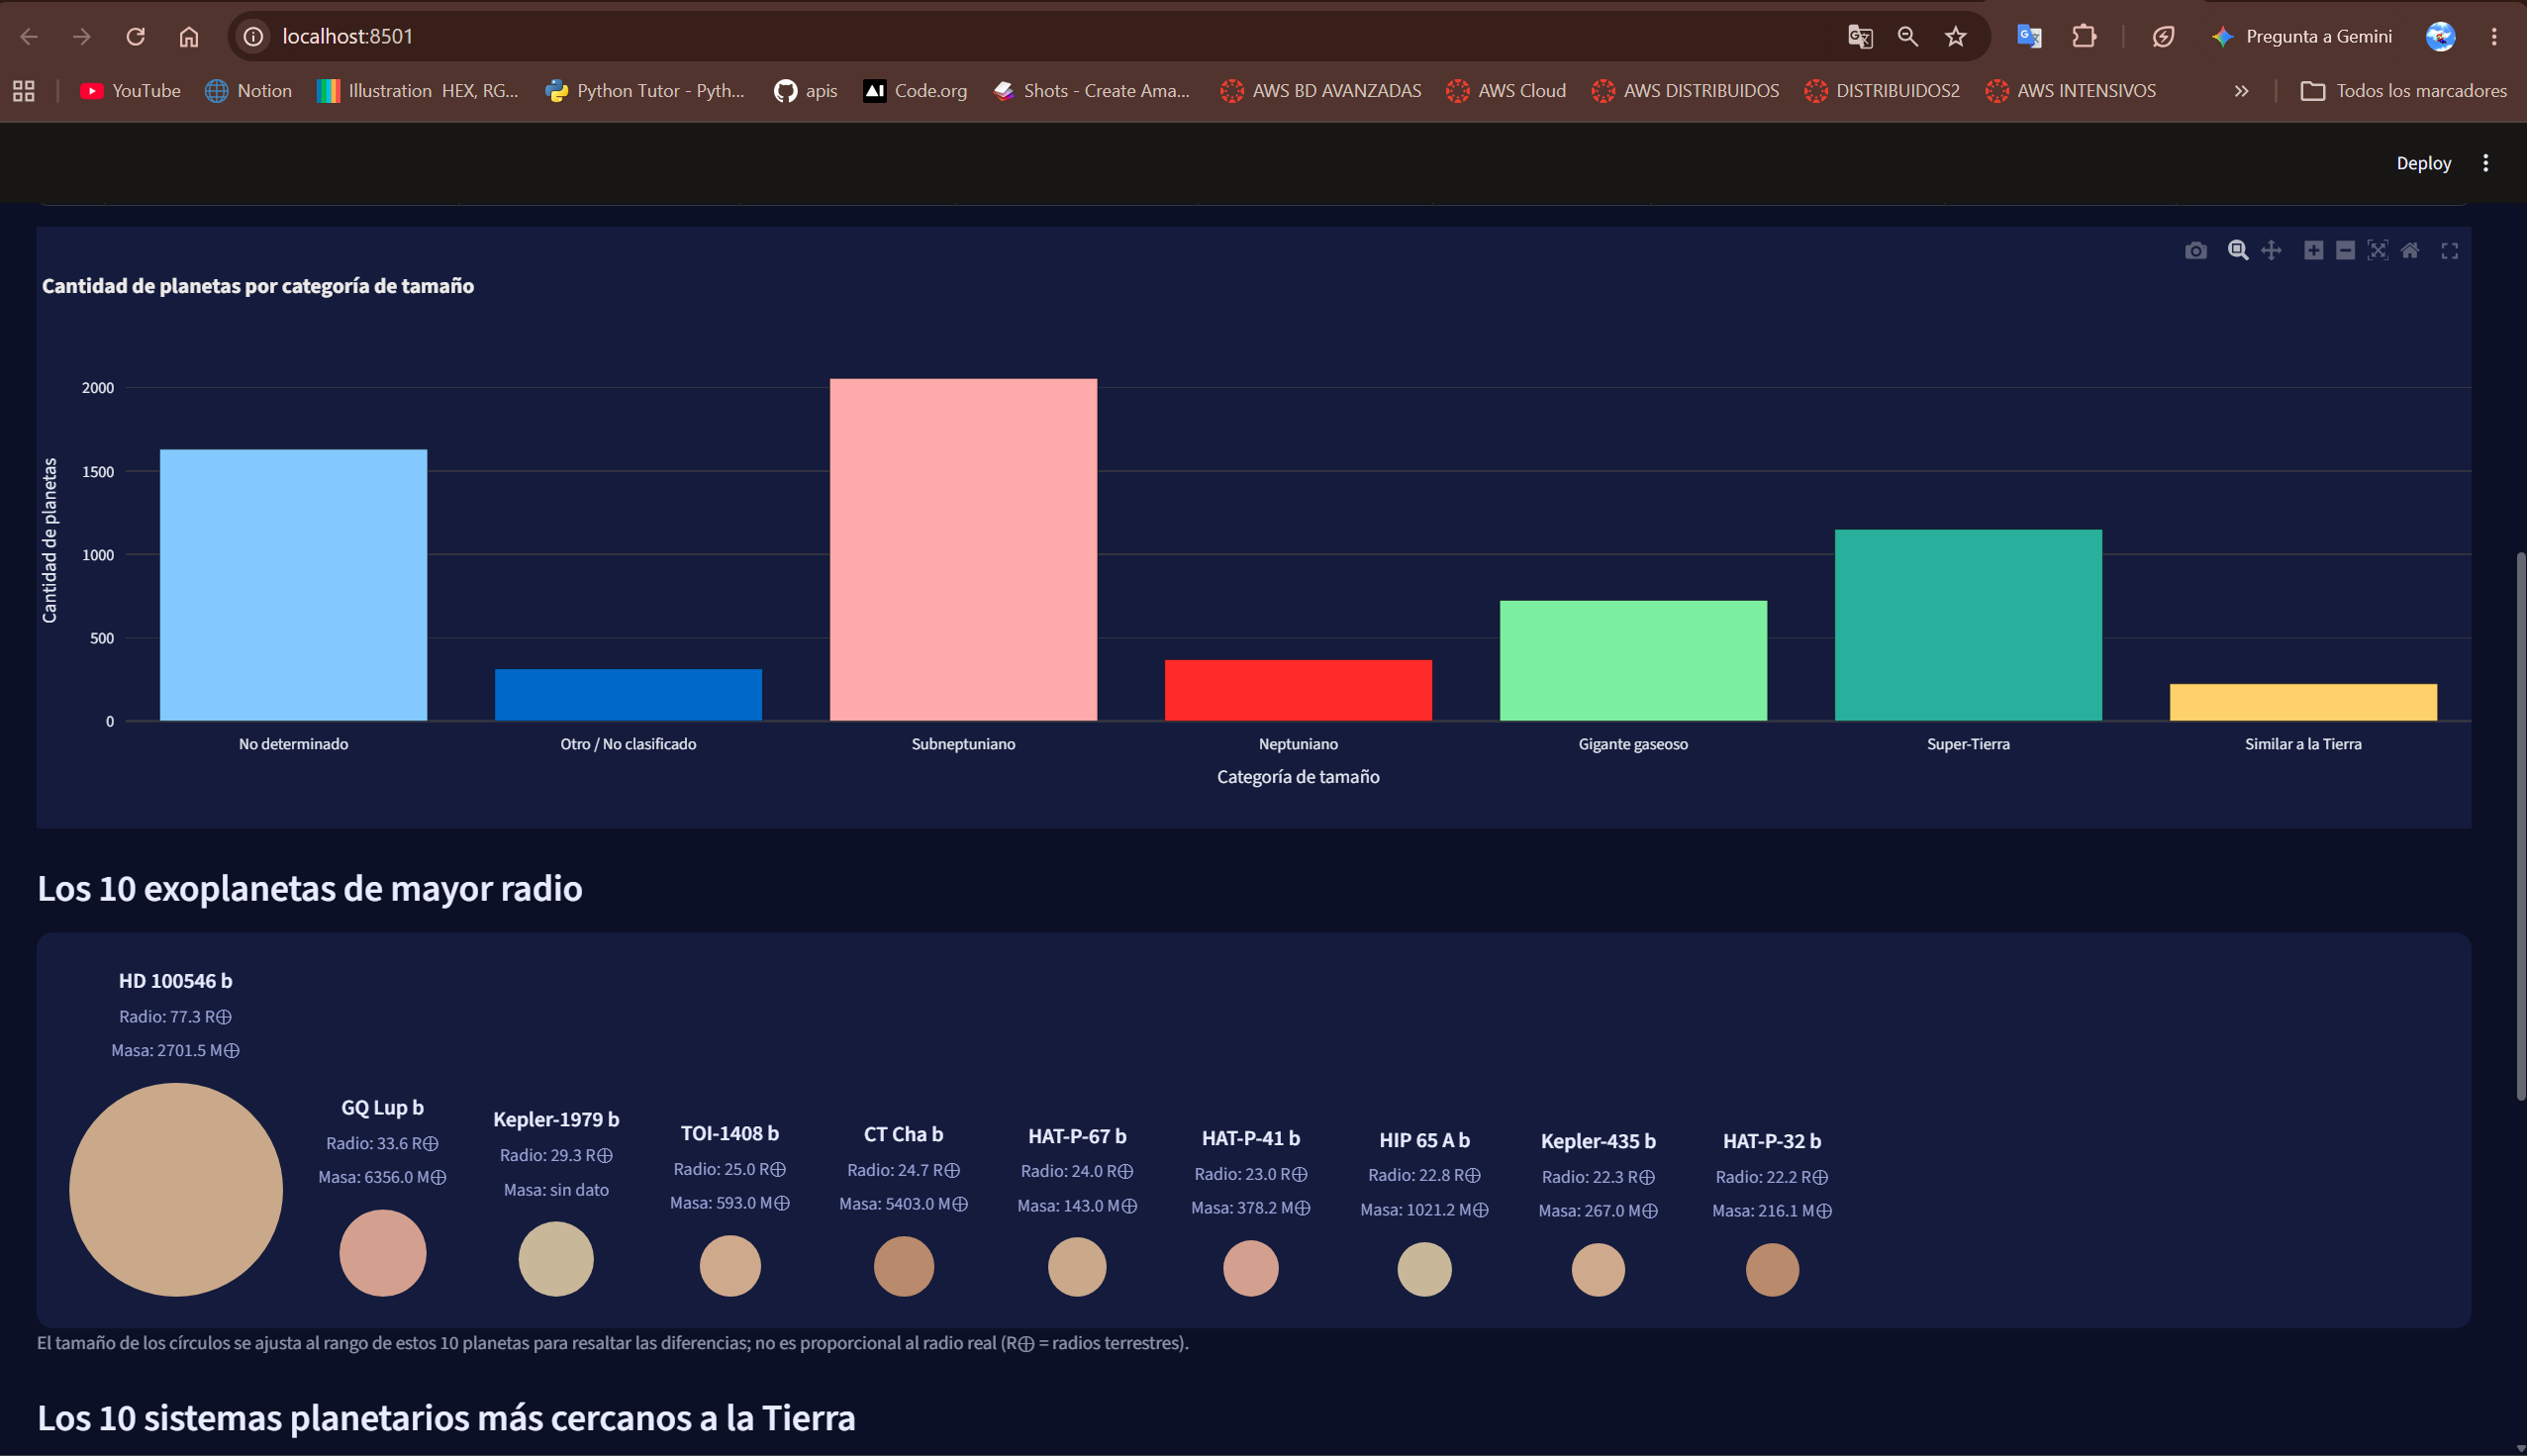 localhost:8501
Pregunta a Gemini
YouTube
Notion
Illustration HEX, RG...
Python Tutor - Pyth...
apis
Code.org
Shots - Create Ama...
AWS BD AVANZADAS
AWS Cloud
AWS DISTRIBUIDOS
DISTRIBUIDOS2
AWS INTENSIVOS
»
Todos los marcadores
Deploy
Cantidad de planetas por categoría de tamaño
Cantidad de planetas
2000
1500
1000
500
0
No determinado
Otro / No clasificado
Subneptuniano
Neptuniano
Gigante gaseoso
Super-Tierra
Similar a la Tierra
Categoría de tamaño
Los 10 exoplanetas de mayor radio
HD 100546 b
Radio: 77.3 R⊕
Masa: 2701.5 M⊕
GQ Lup b
Radio: 33.6 R⊕
Masa: 6356.0 M⊕
Kepler-1979 b
Radio: 29.3 R⊕
Masa: sin dato
TOI-1408 b
Radio: 25.0 R⊕
Masa: 593.0 M⊕
CT Cha b
Radio: 24.7 R⊕
Masa: 5403.0 M⊕
HAT-P-67 b
Radio: 24.0 R⊕
Masa: 143.0 M⊕
HAT-P-41 b
Radio: 23.0 R⊕
Masa: 378.2 M⊕
HIP 65 A b
Radio: 22.8 R⊕
Masa: 1021.2 M⊕
Kepler-435 b
Radio: 22.3 R⊕
Masa: 267.0 M⊕
HAT-P-32 b
Radio: 22.2 R⊕
Masa: 216.1 M⊕
El tamaño de los círculos se ajusta al rango de estos 10 planetas para resaltar las diferencias; no es proporcional al radio real (R⊕ = radios terrestres).
Los 10 sistemas planetarios más cercanos a la Tierra